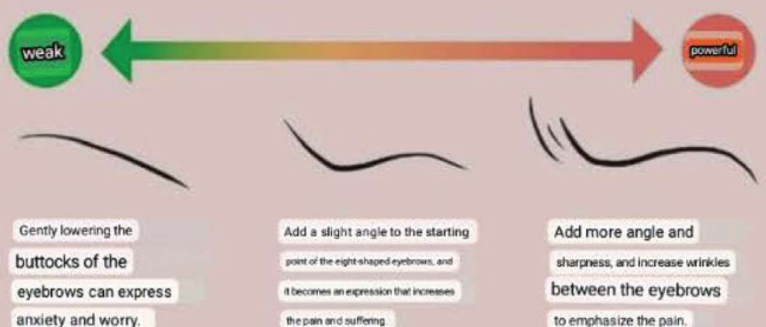 weak
powerful
Gently lowering the
buttocks of the
eyebrows can express
anxiety and worry.
Add a slight angle to the starting
point of the eight-shaped eyebrows, and
it becomes an expression that increases
the pain and suffering.
Add more angle and
sharpness, and increase wrinkles
between the eyebrows
to emphasize the pain.